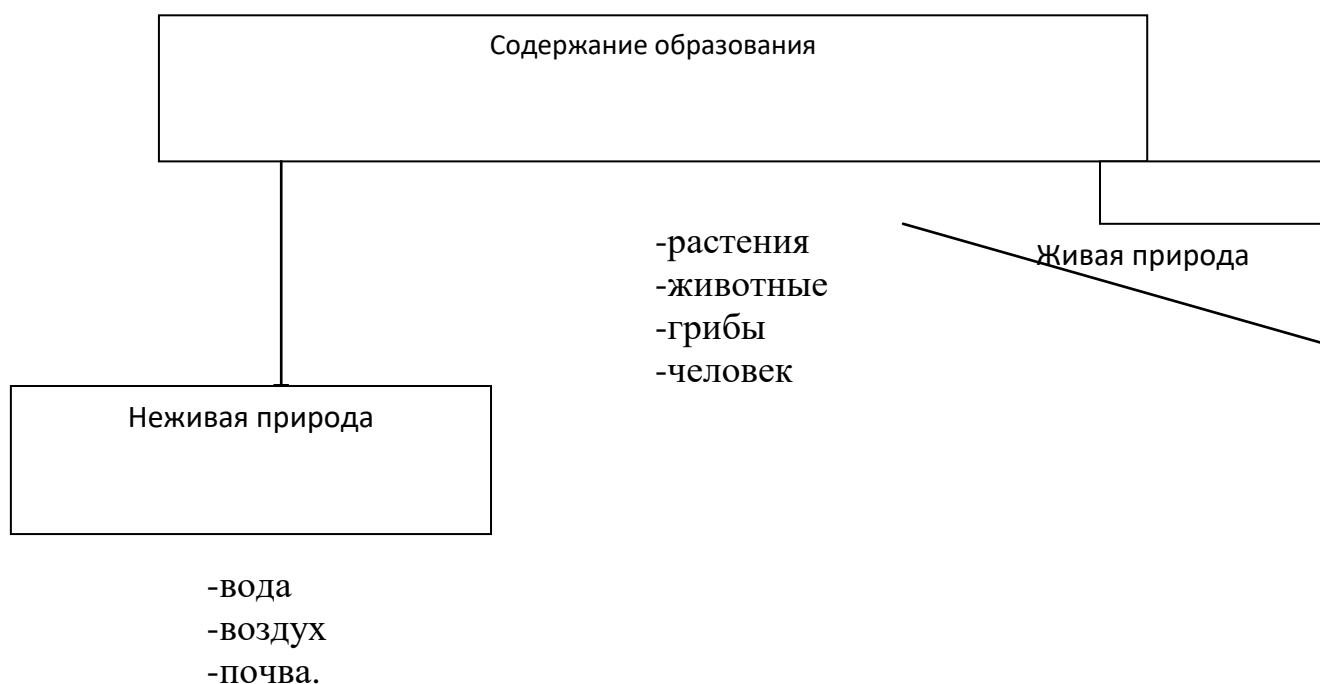 Содержание образования
-растения
Живая природа
-животные
-грибы
-человек
Неживая природа
-вода
-воздух
-почва.